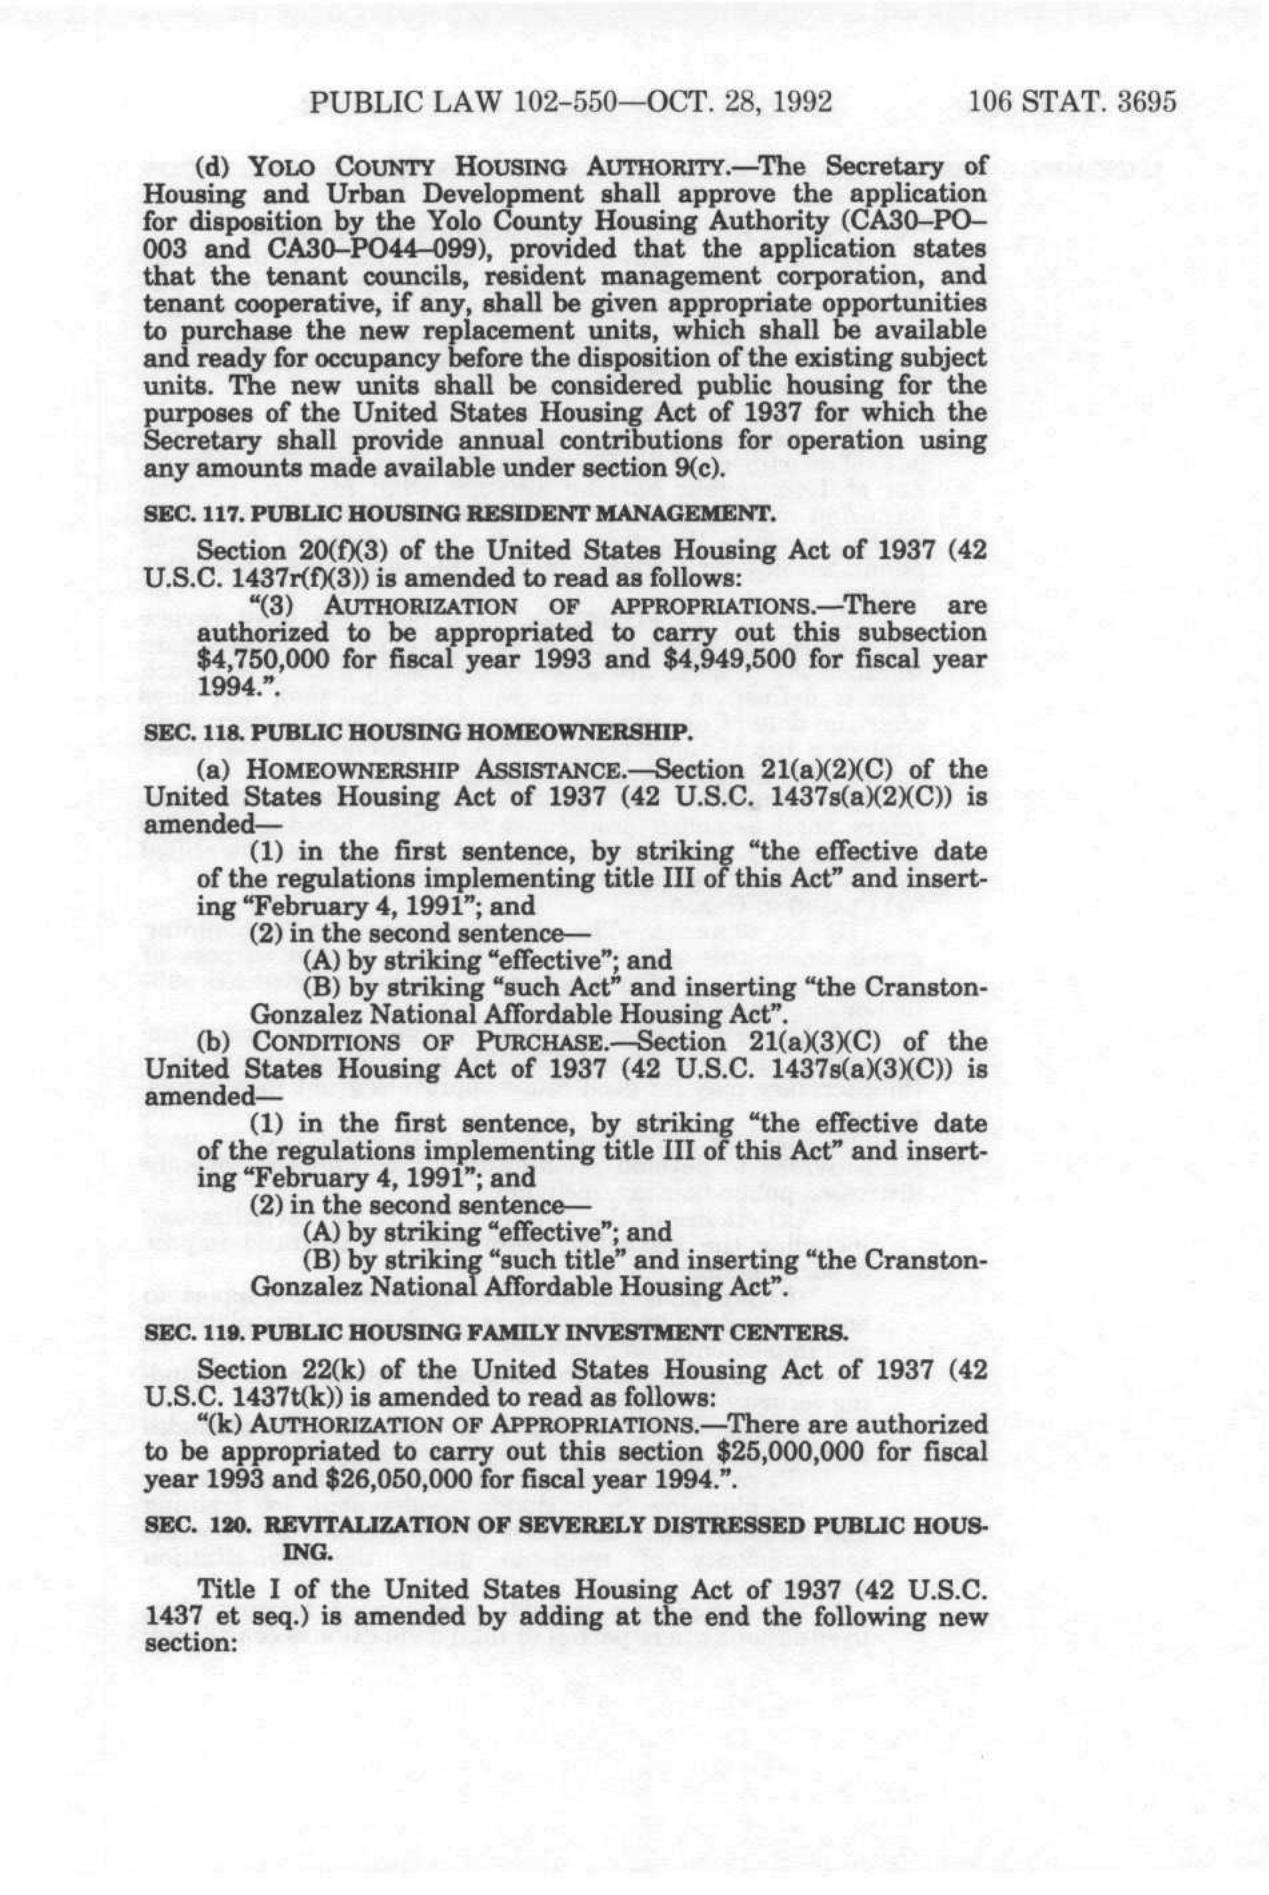 PUBLIC LAW 102–550—OCT. 28, 1992 106 STAT. 3695
(d) YOLO COUNTY HOUSING AUTHORITY.—The Secretary of
Housing and Urban Development shall approve the application
for disposition by the Yolo County Housing Authority (CA30–PO–
003 and CA30–PO44–099), provided that the application states
that the tenant councils, resident management corporation, and
tenant cooperative, if any, shall be given appropriate opportunities
to purchase the new replacement units, which shall be available
and ready for occupancy before the disposition of the existing subject
units. The new units shall be considered public housing for the
purposes of the United States Housing Act of 1937 for which the
Secretary shall provide annual contributions for operation using
any amounts made available under section 9(c).
SEC. 117. PUBLIC HOUSING RESIDENT MANAGEMENT.
Section 20(f)(3) of the United States Housing Act of 1937 (42
U.S.C. 1437r(f)(3)) is amended to read as follows:
“(3) AUTHORIZATION OF APPROPRIATIONS.—There are
authorized to be appropriated to carry out this subsection
$4,750,000 for fiscal year 1993 and $4,949,500 for fiscal year
1994.”.
SEC. 118. PUBLIC HOUSING HOMEOWNERSHIP.
(a) HOMEOWNERSHIP ASSISTANCE.—Section 21(a)(2)(C) of the
United States Housing Act of 1937 (42 U.S.C. 1437s(a)(2)(C)) is
amended—
(1) in the first sentence, by striking “the effective date
of the regulations implementing title III of this Act” and insert-
ing “February 4, 1991”; and
(2) in the second sentence—
(A) by striking “effective”; and
(B) by striking “such Act” and inserting “the Cranston-
Gonzalez National Affordable Housing Act”.
(b) CONDITIONS OF PURCHASE.—Section 21(a)(3)(C) of the
United States Housing Act of 1937 (42 U.S.C. 1437s(a)(3)(C)) is
amended—
(1) in the first sentence, by striking “the effective date
of the regulations implementing title III of this Act” and insert-
ing “February 4, 1991”; and
(2) in the second sentence—
(A) by striking “effective”; and
(B) by striking “such title” and inserting “the Cranston-
Gonzalez National Affordable Housing Act”.
SEC. 119. PUBLIC HOUSING FAMILY INVESTMENT CENTERS.
Section 22(k) of the United States Housing Act of 1937 (42
U.S.C. 1437t(k)) is amended to read as follows:
“(k) AUTHORIZATION OF APPROPRIATIONS.—There are authorized
to be appropriated to carry out this section $25,000,000 for fiscal
year 1993 and $26,050,000 for fiscal year 1994.”.
SEC. 120. REVITALIZATION OF SEVERELY DISTRESSED PUBLIC HOUS-
ING.
Title I of the United States Housing Act of 1937 (42 U.S.C.
1437 et seq.) is amended by adding at the end the following new
section: